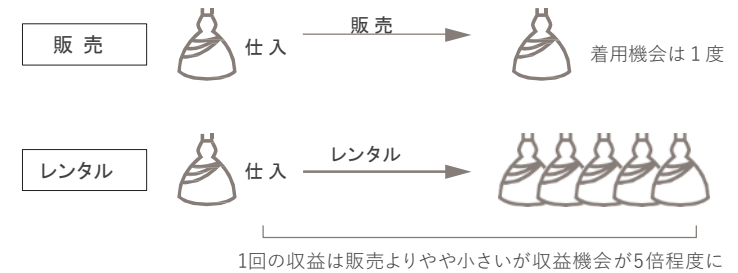 販売
仕入
販売
着用機会は1度
レンタル
仕入
レンタル
1回の収益は販売よりやや小さいが収益機会が5倍程度に